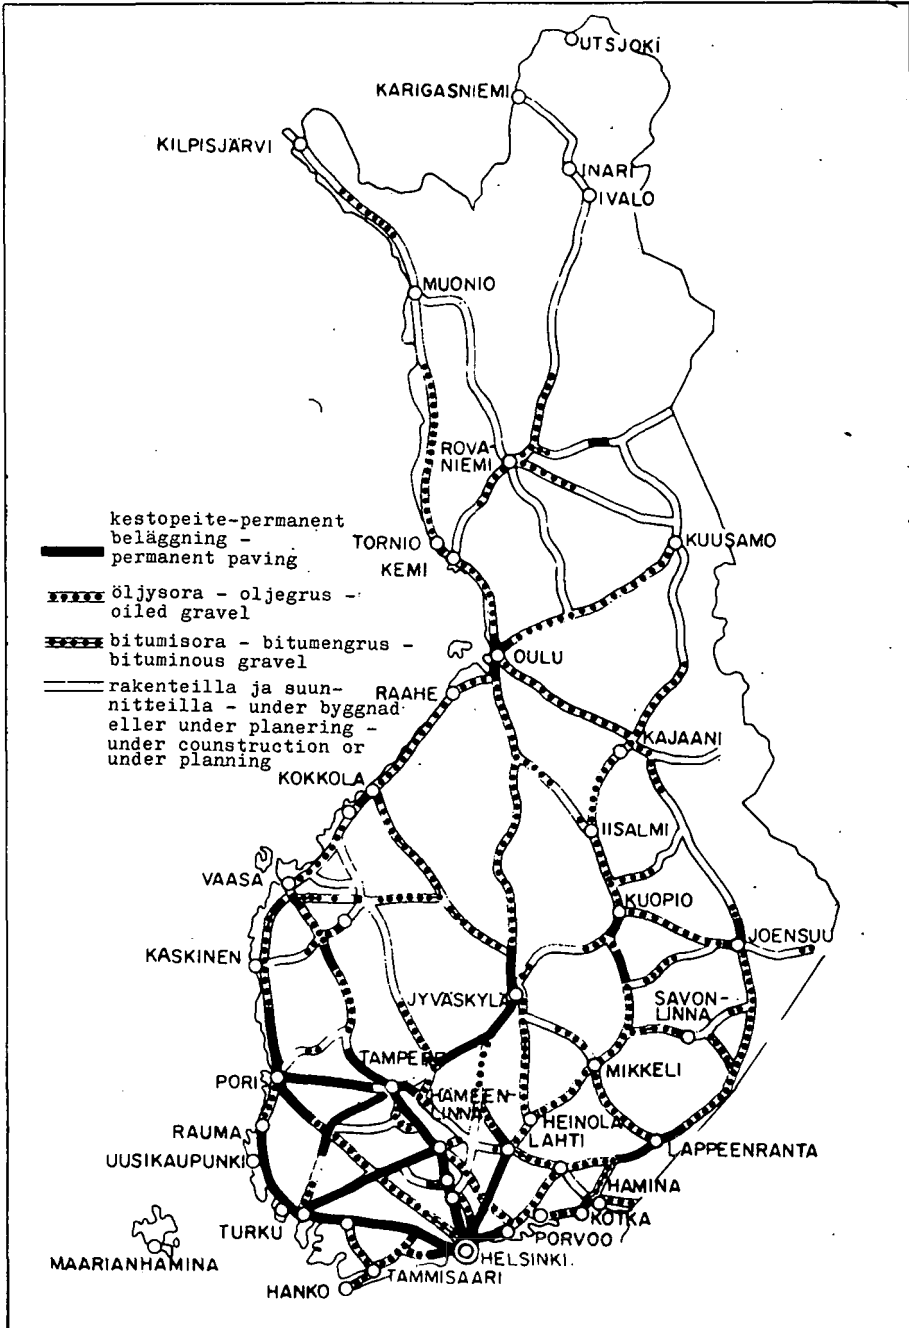 UTSJOKI
KARIGASNIEMI
KILPISJÄRVI
INARI
IVALO
MUONIO
ROVA-
NIEMI
kestopeite-permanent
beläggning -
permanent paving
TORNIO
KEMI
KUUSAMO
öljysora - oljegrus -
oiled gravel
bitumisora - bitumengrus -
bituminous gravel
OULU
rakenteilla ja suun-
nitteilla - under byggnad
eller under planering -
under counstruction or
under planning
RAAHE
KAJAANI
KOKKOLA
IISALMI
VAASA
KUOPIO
JOENSUU
KASKINEN
JYVÄSKYLÄ
SAVON-
LINNA
TAMPERE
MIKKELI
PORI
HÄMEEN-
LINNA
HEINOLA
RAUMA
LAHTI
LAPPEENRANTA
UUSIKAUPUNKI
HAMINA
KOTKA
TURKU
PORVOO
MAARIANHAMINA
HELSINKI
TAMMISAARI
HANKO